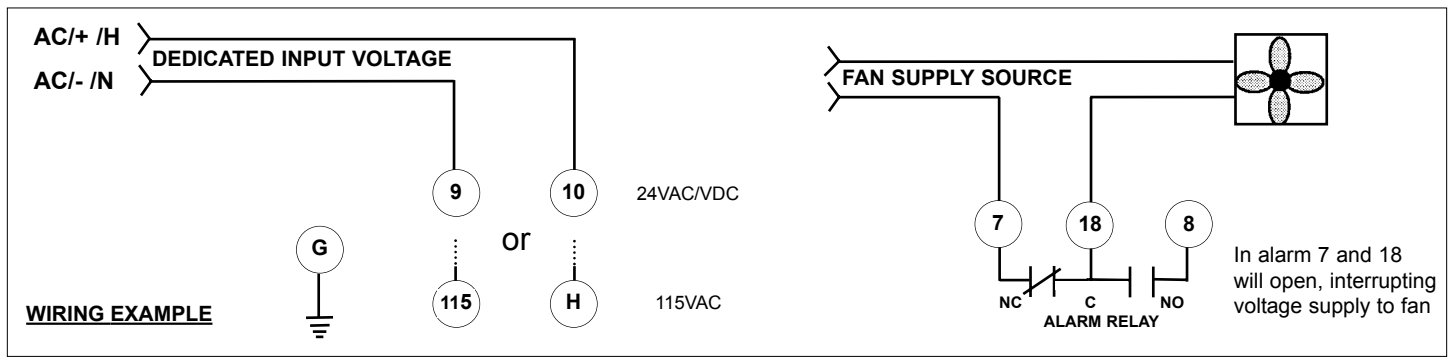 AC/+ /H
DEDICATED INPUT VOLTAGE
AC/- /N
9
10
24VAC/VDC
G
or
115
H
115VAC
WIRING EXAMPLE
FAN SUPPLY SOURCE
7
18
8
NC
C
NO
ALARM RELAY
In alarm 7 and 18
will open, interrupting
voltage supply to fan